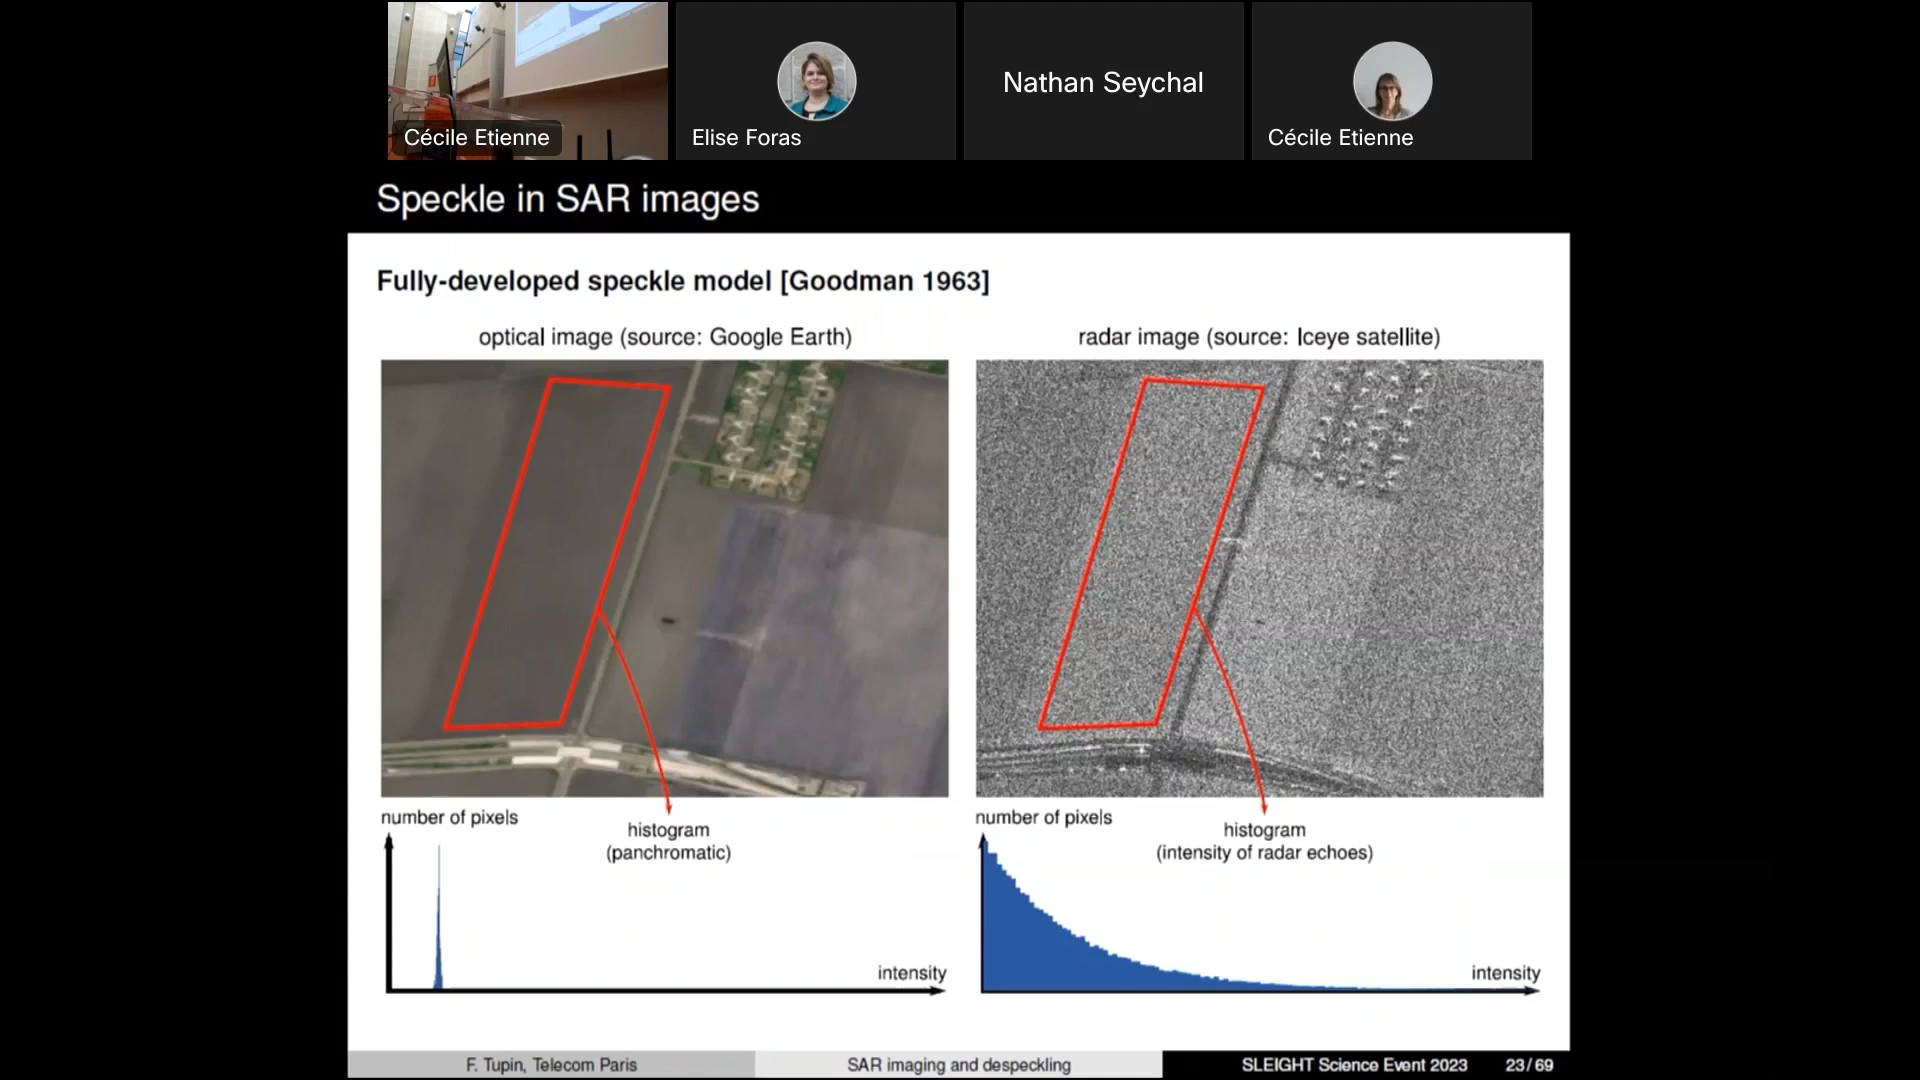 Cécile Etienne
Elise Foras
Nathan Seychal
Cécile Etienne
Speckle in SAR images
Fully-developed speckle model [Goodman 1963]
optical image (source: Google Earth)
radar image (source: Iceye satellite)
number of pixels
histogram
(panchromatic)
intensity
number of pixels
histogram
(intensity of radar echoes)
intensity
F. Tupin, Telecom Paris
SAR imaging and despeckling
SLEIGHT Science Event 2023
23/69